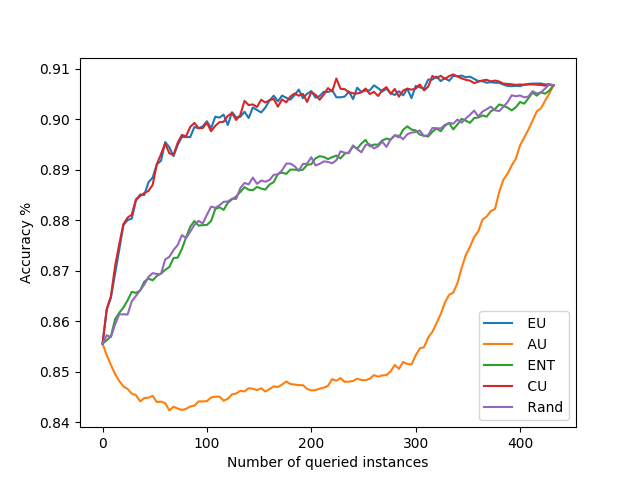 0.91
0.90
0.89
0.88
0.87
0.86
0.85
0.84
Accuracy %
0
100
200
300
400
Number of queried instances
EU
AU
ENT
CU
Rand